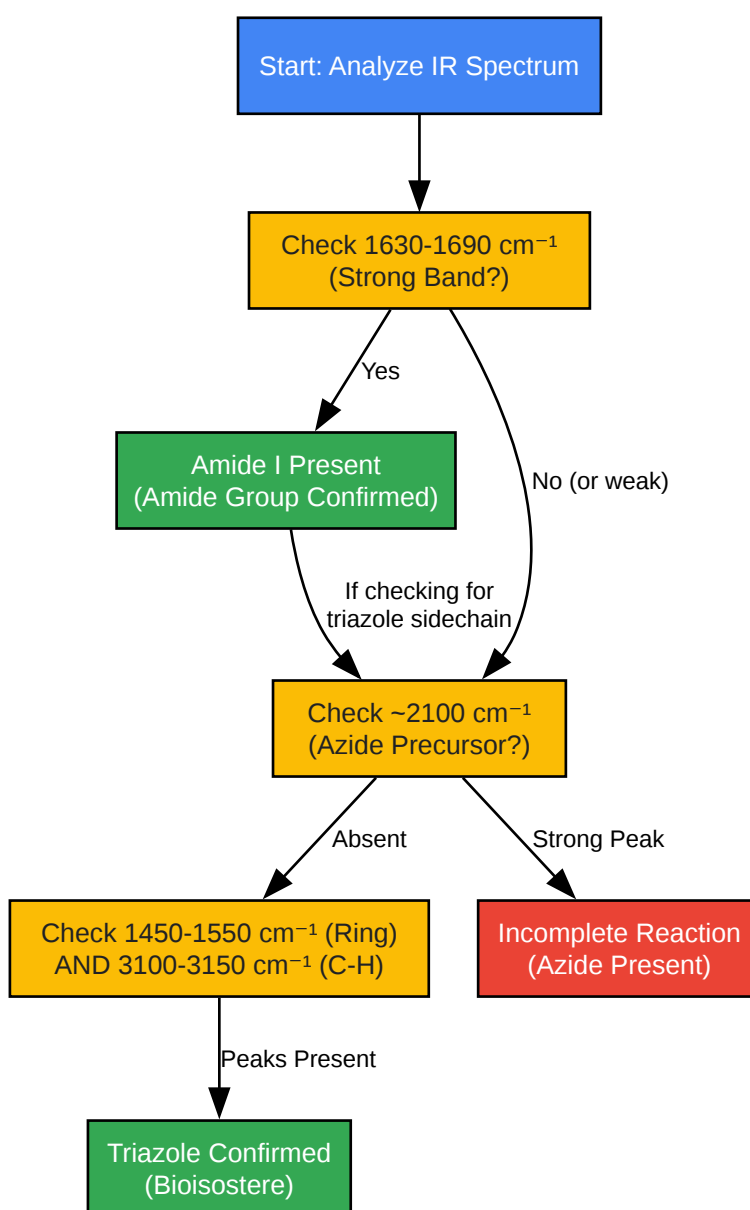 Start: Analyze IR Spectrum
Check 1630-1690 cm⁻¹
(Strong Band?)
Yes
Amide I Present
(Amide Group Confirmed)
No (or weak)
If checking for
triazole sidechain
Check ~2100 cm⁻¹
(Azide Precursor?)
Absent
Strong Peak
Check 1450-1550 cm⁻¹ (Ring)
AND 3100-3150 cm⁻¹ (C-H)
Incomplete Reaction
(Azide Present)
Peaks Present
Triazole Confirmed
(Bioisostere)